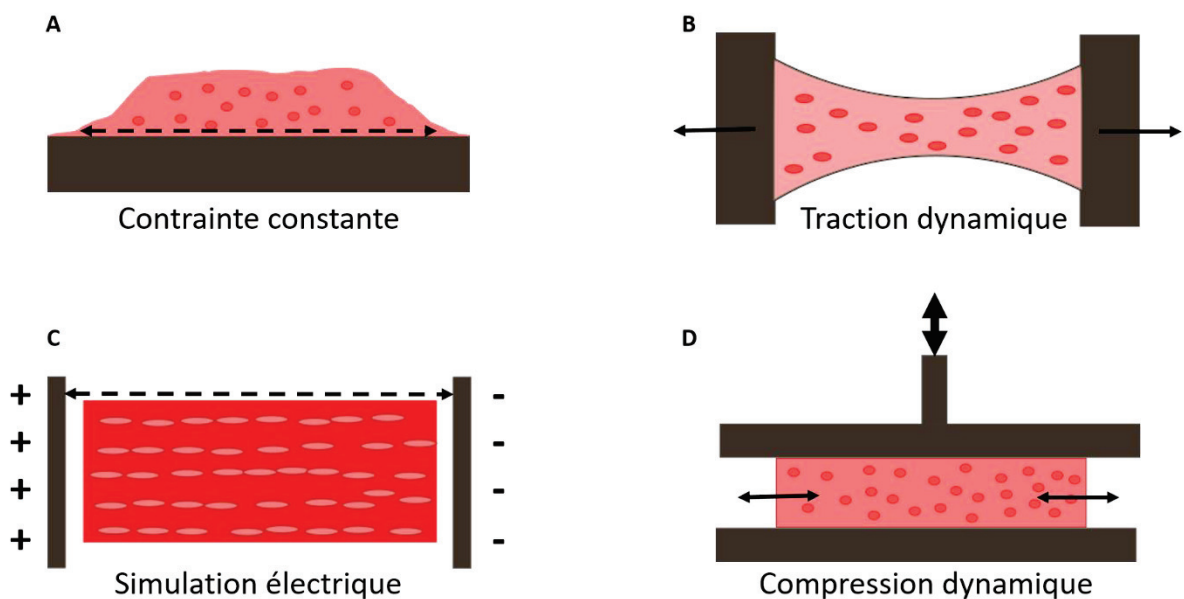 A
Contrainte constante
B
Traction dynamique
C
+ -
+ -
+ -
+ -
Simulation électrique
D
Compression dynamique